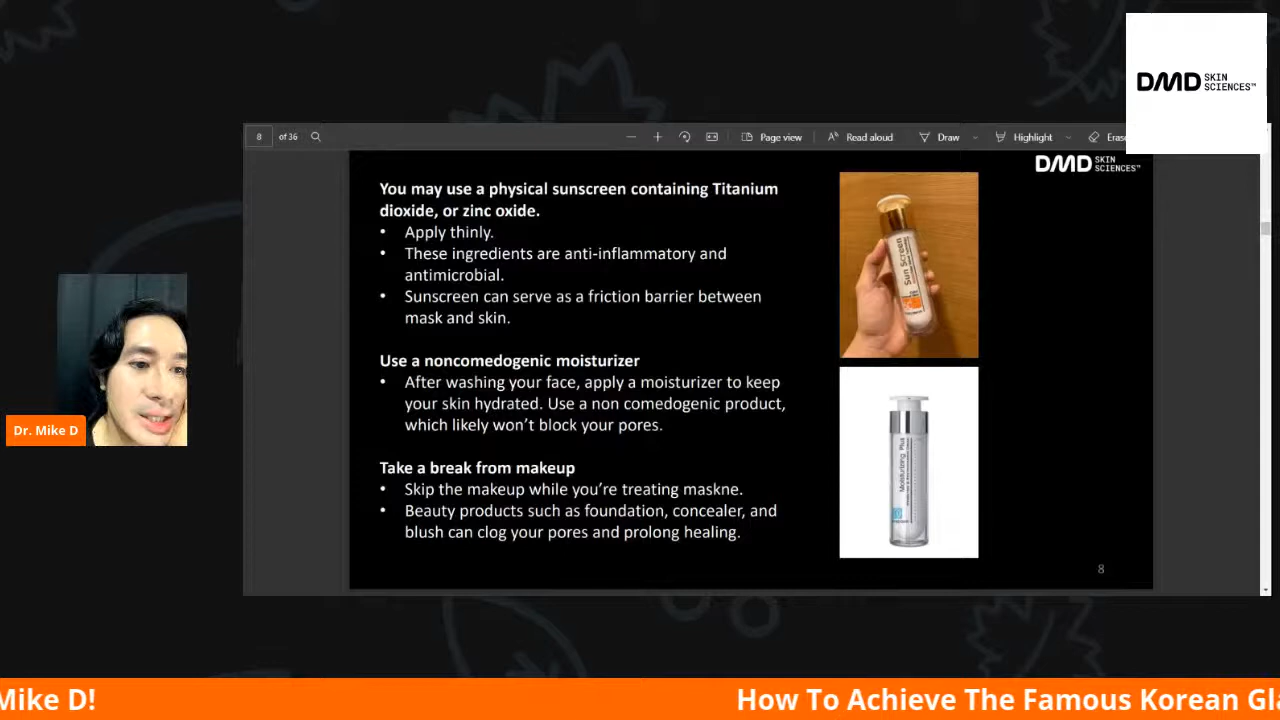 DMD SKIN SCIENCES™
8 of 36 Page view Read aloud Draw Highlight Eras
DMD SKIN SCIENCES™
You may use a physical sunscreen containing Titanium
dioxide, or zinc oxide.
• Apply thinly.
• These ingredients are anti-inflammatory and
antimicrobial.
• Sunscreen can serve as a friction barrier between
mask and skin.
Sun Screen
Use a noncomedogenic moisturizer
• After washing your face, apply a moisturizer to keep
your skin hydrated. Use a non comedogenic product,
which likely won't block your pores.
Moisturizing Plus
Take a break from makeup
• Skip the makeup while you're treating maskne.
• Beauty products such as foundation, concealer, and
blush can clog your pores and prolong healing.
8
Dr. Mike D
Mike D! How To Achieve The Famous Korean Gla